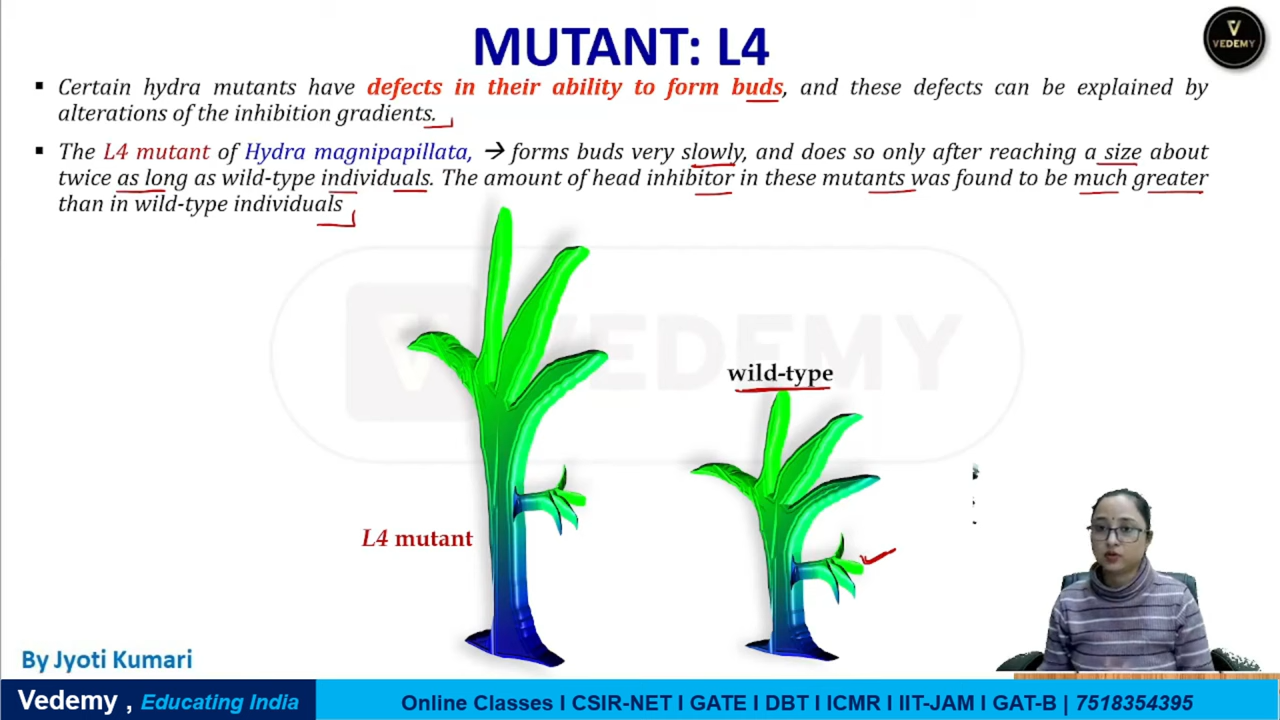 MUTANT: L4
VEDEMY
▪ Certain hydra mutants have defects in their ability to form buds, and these defects can be explained by
alterations of the inhibition gradients.
▪ The L4 mutant of Hydra magnipapillata, → forms buds very slowly, and does so only after reaching a size about
twice as long as wild-type individuals. The amount of head inhibitor in these mutants was found to be much greater
than in wild-type individuals
VEDEMY
wild-type
L4 mutant
By Jyoti Kumari
Vedemy , Educating India
Online Classes I CSIR-NET I GATE I DBT I ICMR I IIT-JAM I GAT-B | 7518354395